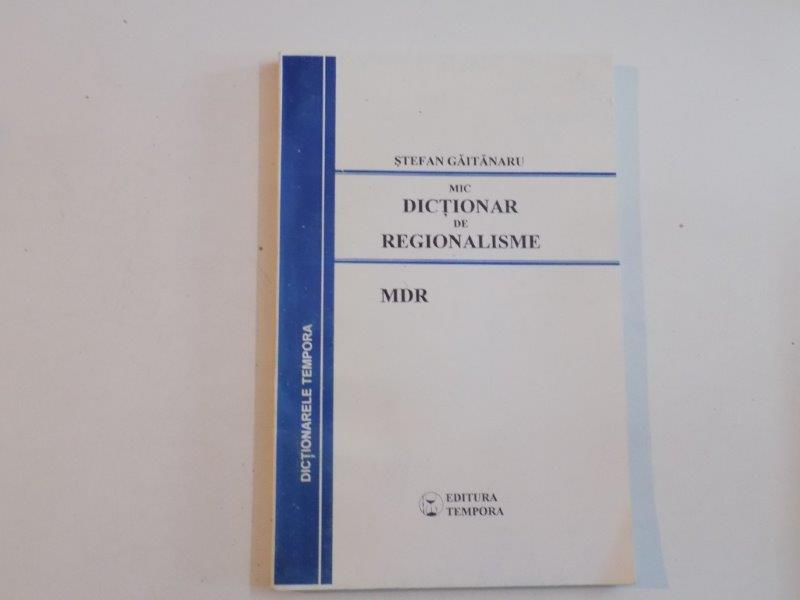 ȘTEFAN GĂITĂNARU
MIC
DICȚIONAR
DE
REGIONALISME
MDR
DICȚIONARELE TEMPORA
EDITURA
TEMPORA